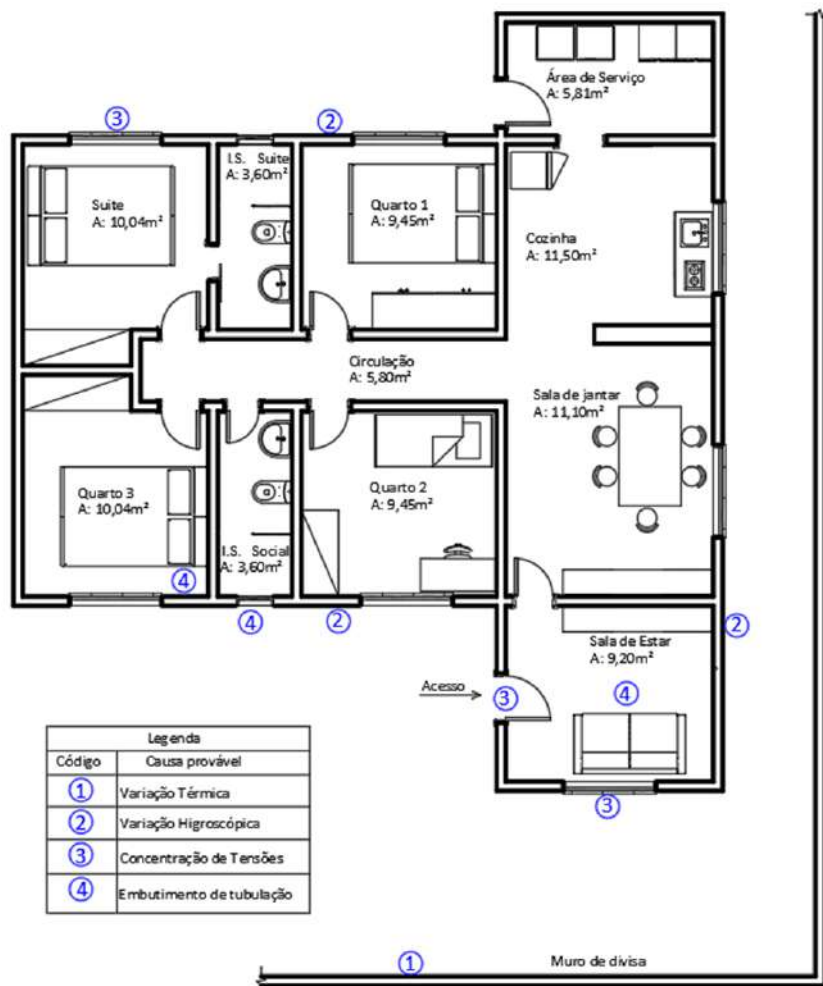 Área de Serviço
A: 5,81m²
③
②
I.S. Suite
A: 3,60m²
Suite
A: 10,04m²
Quarto 1
A: 9,45m²
Cozinha
A: 11,50m²
Circulação
A: 5,80m²
Sala de jantar
A: 11,10m²
Quarto 3
A: 10,04m²
Quarto 2
A: 9,45m²
I.S. Social
A: 3,60m²
④
④
②
②
Sala de Estar
A: 9,20m²
Acesso
③
④
③
Legenda
Código Causa provável
① Variação Térmica
② Variação Higroscópica
③ Concentração de Tensões
④ Embutimento de tubulação
①
Muro de divisa